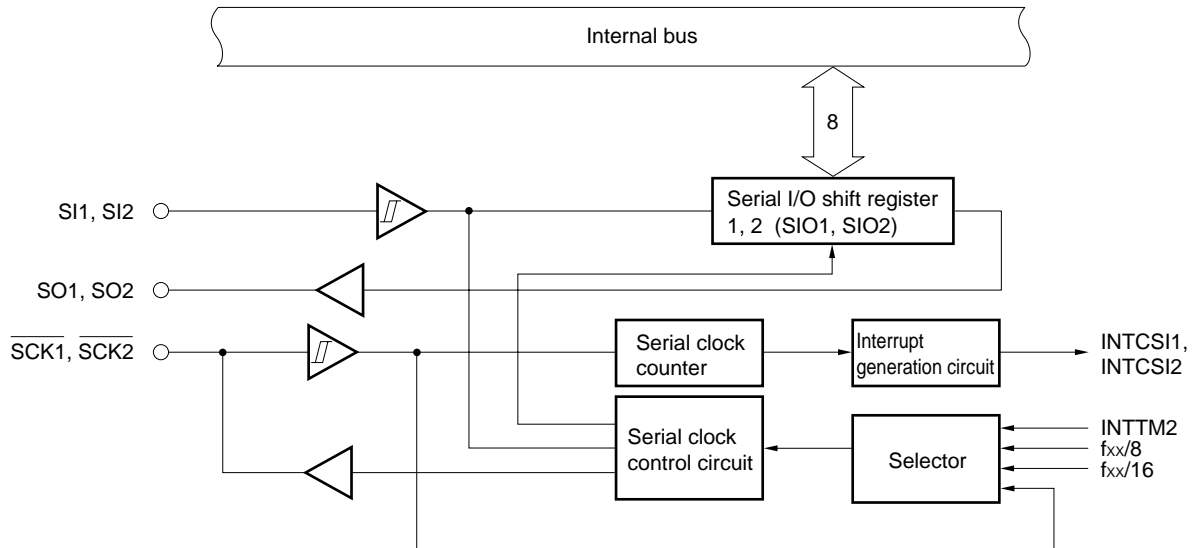 Internal bus
8
SI1, SI2
Serial I/O shift register
1, 2 (SIO1, SIO2)
SO1, SO2
SCK1, SCK2
Serial clock
counter
Interrupt
generation circuit
INTCSI1,
INTCSI2
Serial clock
control circuit
Selector
INTTM2
fxx/8
fxx/16